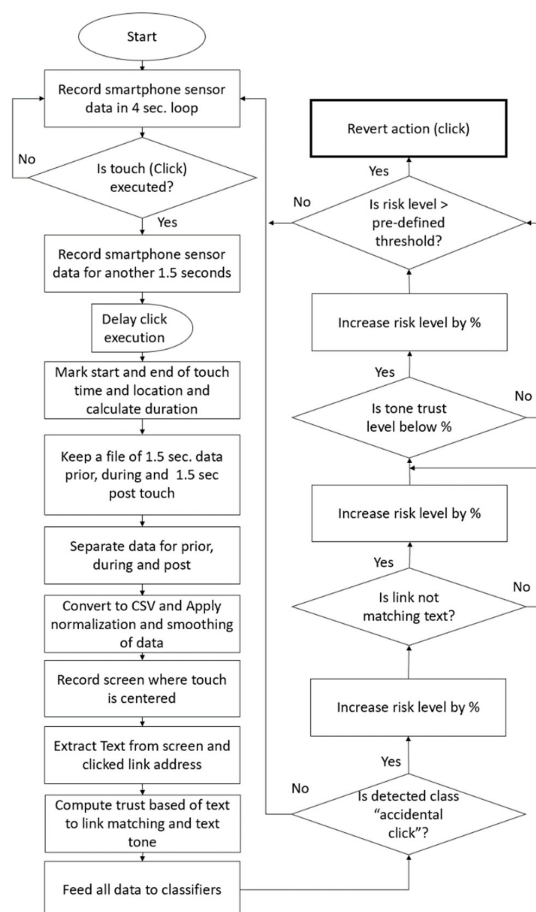 Start
Record smartphone sensor
data in 4 sec. loop
No
Is touch (Click)
executed?
Yes
Record smartphone sensor
data for another 1.5 seconds
Delay click
execution
Mark start and end of touch
time and location and
calculate duration
Keep a file of 1.5 sec. data
prior, during and 1.5 sec
post touch
Separate data for prior,
during and post
Convert to CSV and Apply
normalization and smoothing
of data
Record screen where touch
is centered
Extract Text from screen and
clicked link address
Compute trust based of text
to link matching and text
tone
Feed all data to classifiers
Revert action (click)
Yes
No
Is risk level >
pre-defined
threshold?
Increase risk level by %
Yes
No
Is tone trust
level below %
Increase risk level by %
Yes
No
Is link not
matching text?
Increase risk level by %
Yes
No
Is detected class
“accidental
click”?